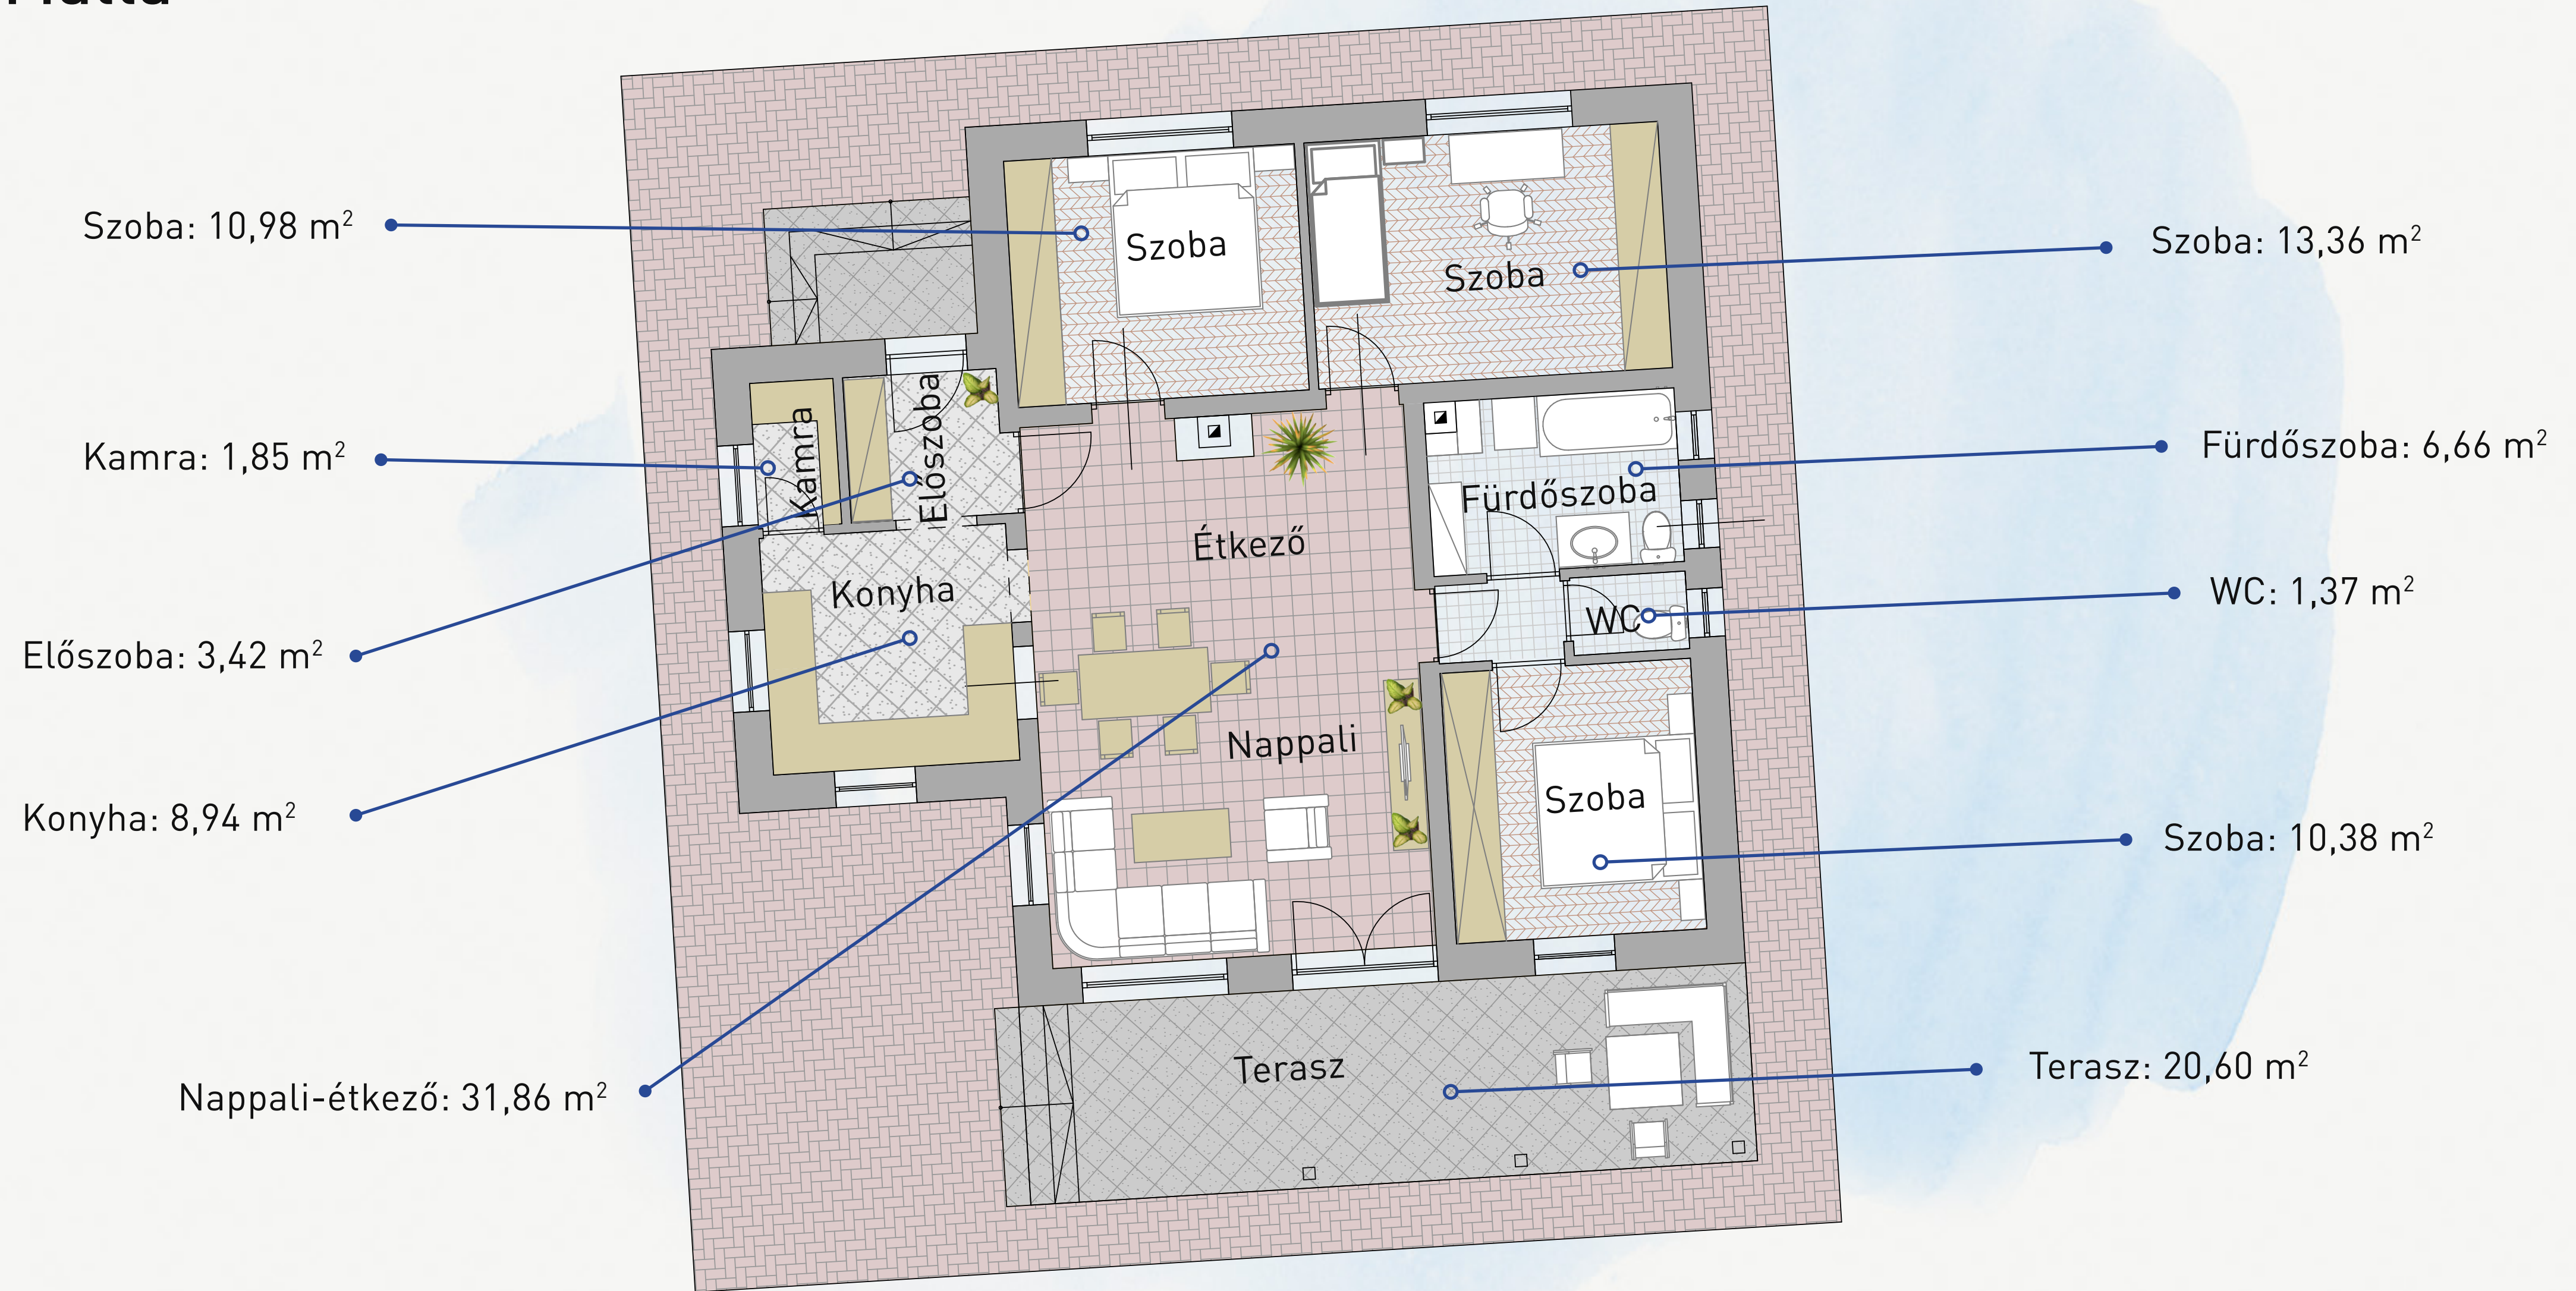 Szoba: 10,98 m²
Kamra: 1,85 m²
Előszoba: 3,42 m²
Konyha: 8,94 m²
Nappali-étkező: 31,86 m²
Szoba
Szoba
Kamra
Előszoba
Konyha
Étkező
Fürdőszoba
WC
Nappali
Szoba
Terasz
Szoba: 13,36 m²
Fürdőszoba: 6,66 m²
WC: 1,37 m²
Szoba: 10,38 m²
Terasz: 20,60 m²